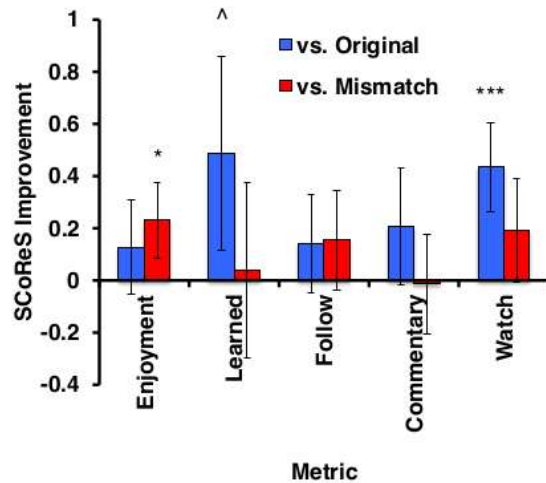 SCoReS Improvement
1
0.8
0.6
0.4
0.2
0
-0.2
-0.4
^
*
***
vs. Original
vs. Mismatch
Enjoyment
Learned
Follow
Commentary
Watch
Metric